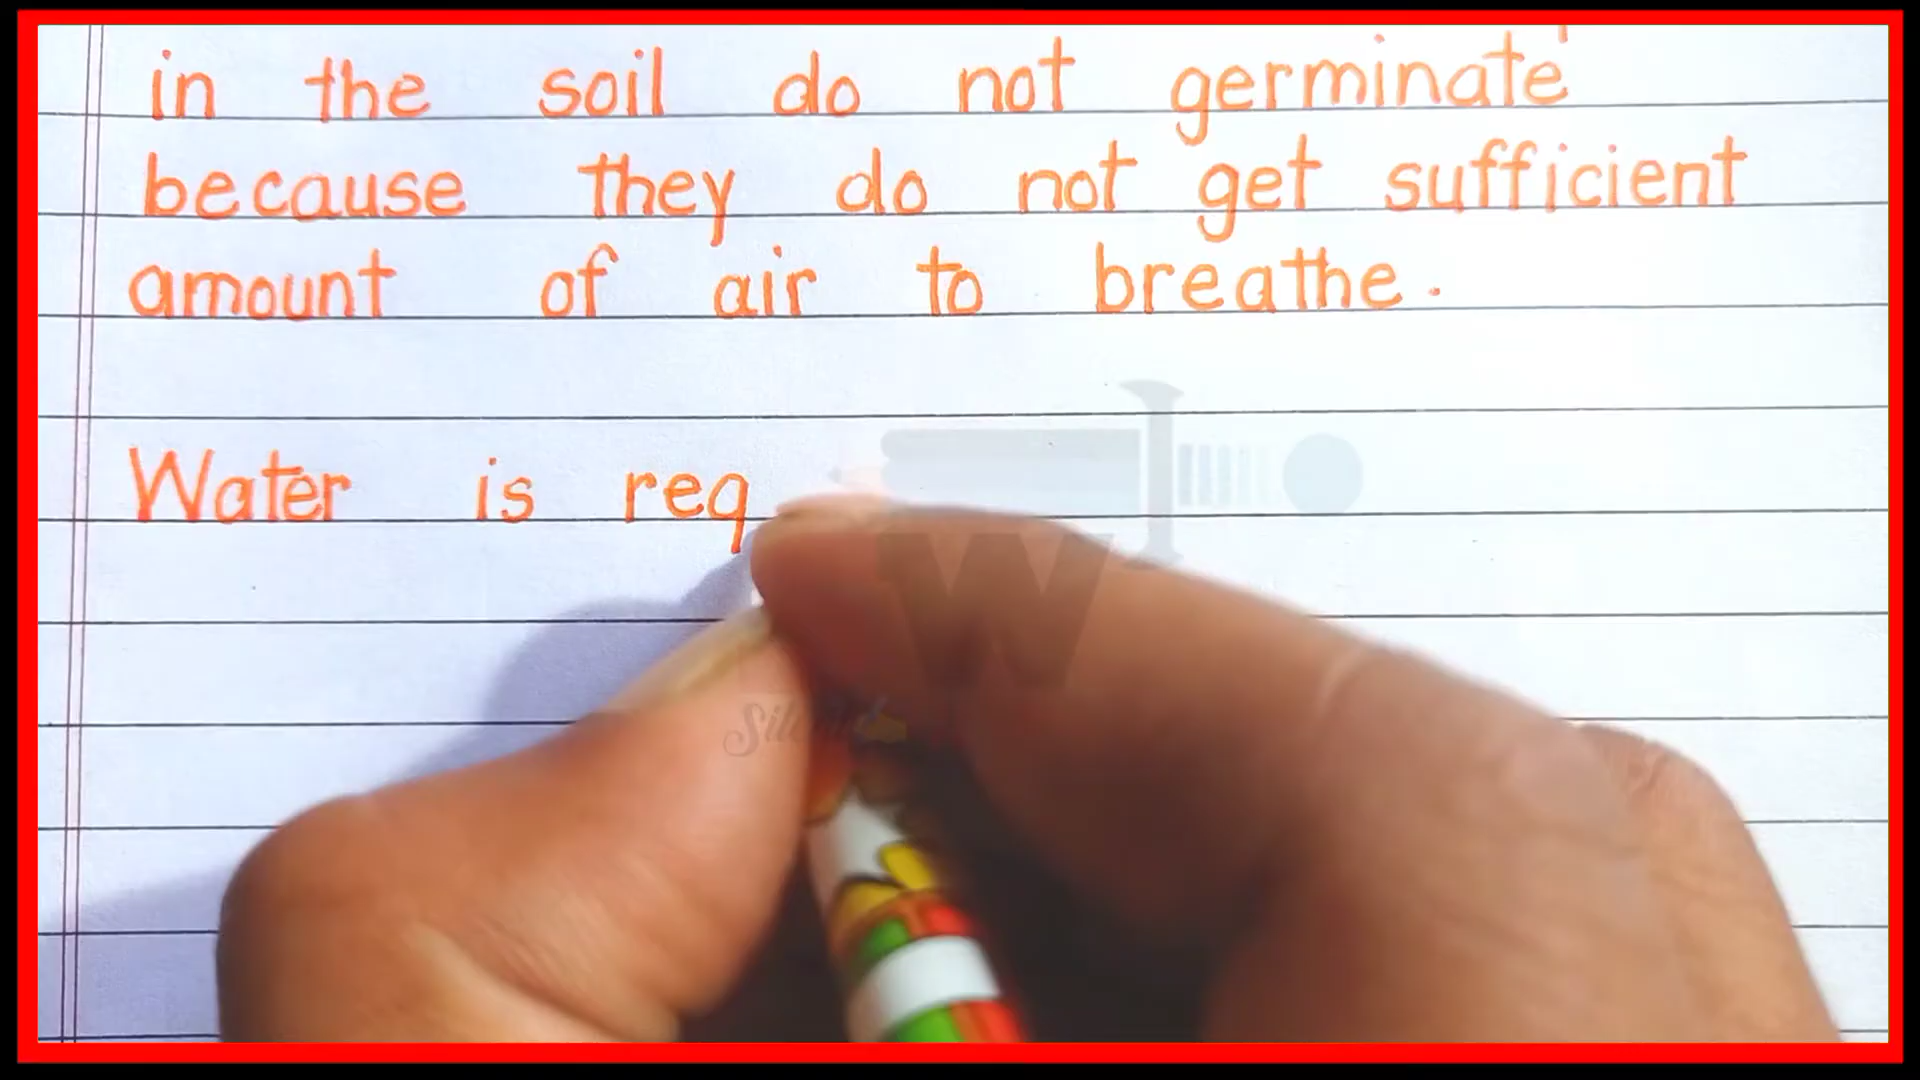 in the soil do not germinate
because they do not get sufficient
amount of air to breathe.
Water is req
W